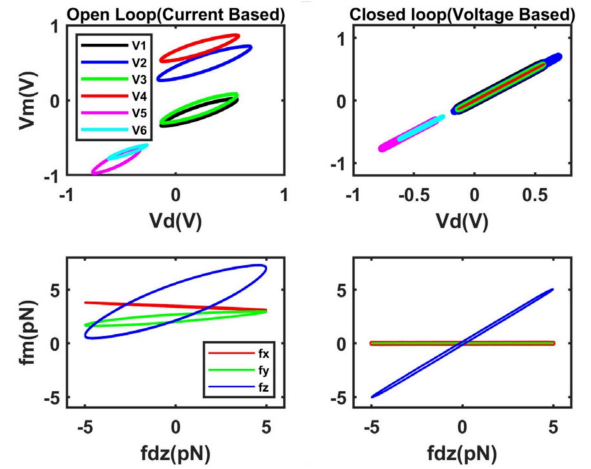 Open Loop(Current Based)
Closed loop(Voltage Based)
Vm(V)
1
0
-1
V1
V2
V3
V4
V5
V6
-1
0
1
Vd(V)
1
0
-1
-1
-0.5
0
0.5
Vd(V)
fm(pN)
5
0
-5
fx
fy
fz
-5
0
5
fdz(pN)
5
0
-5
-5
0
5
fdz(pN)